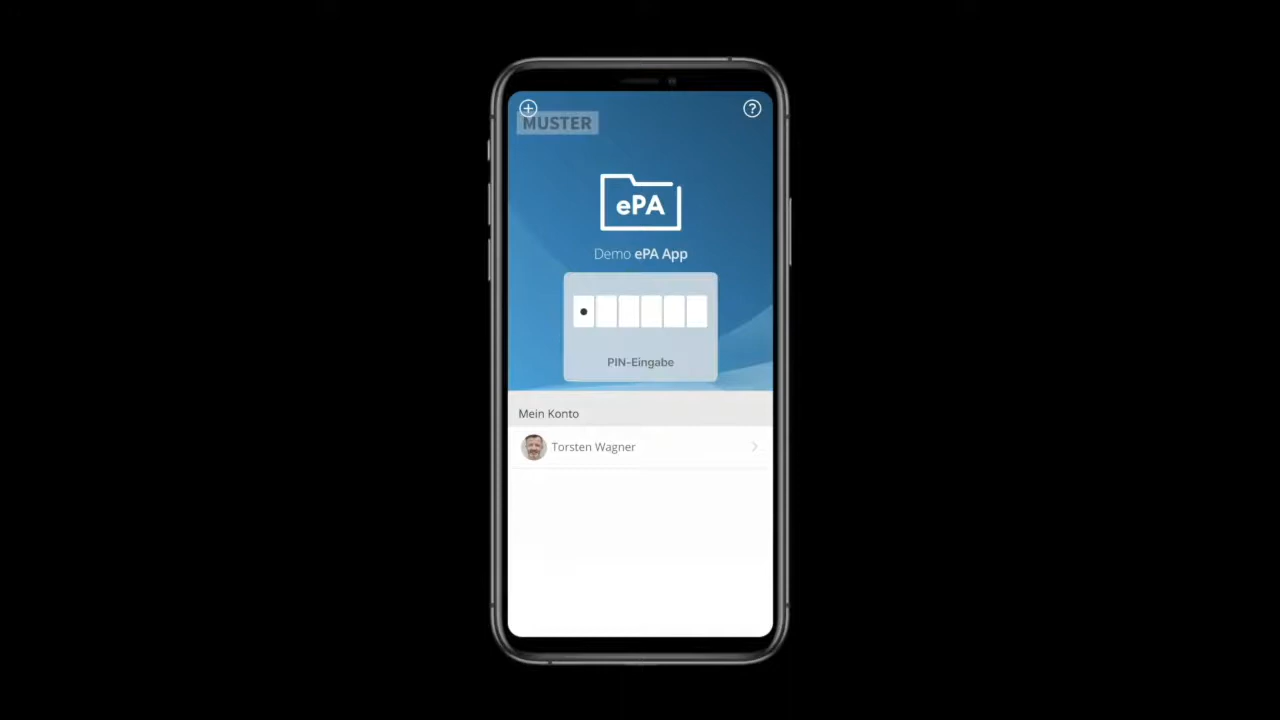 MUSTER
ePA
Demo ePA App
PIN-Eingabe
Mein Konto
Torsten Wagner